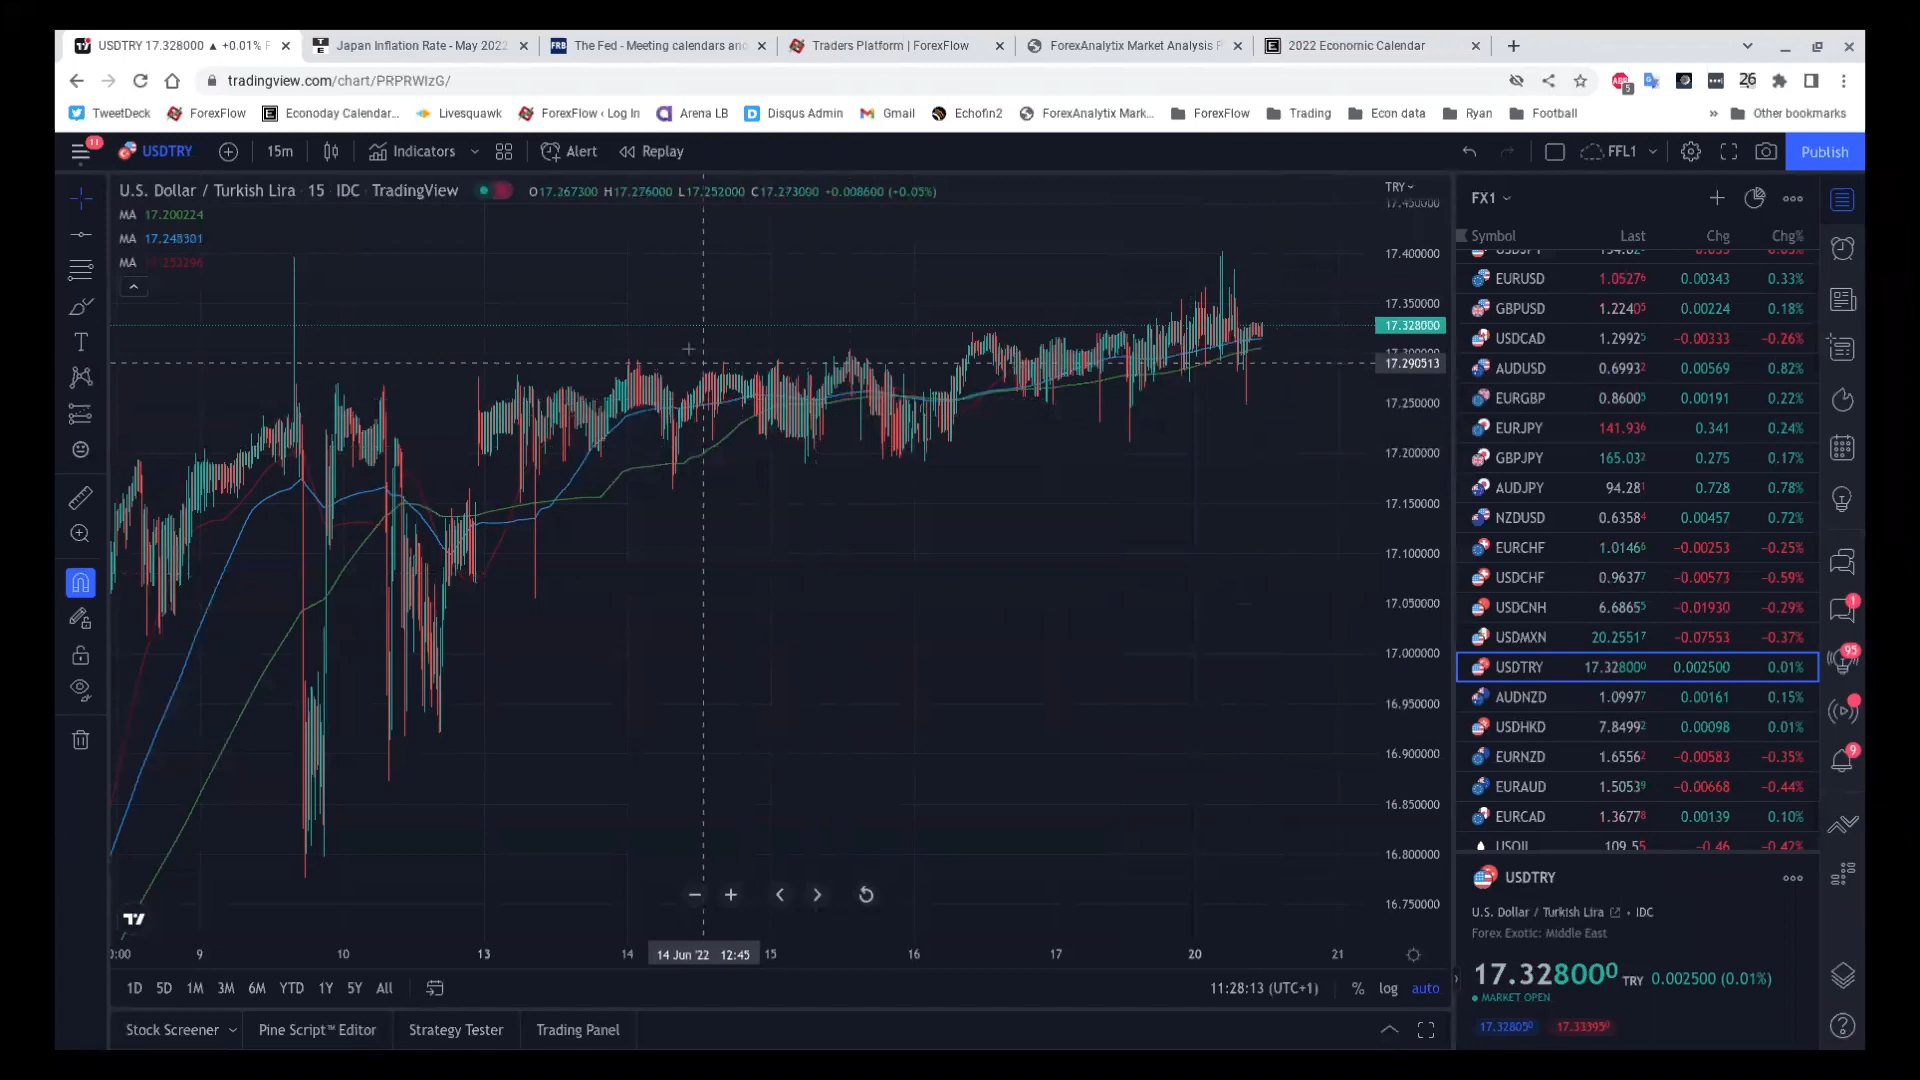 USDTRY 17.328000 ▲ +0.01% F
Japan Inflation Rate - May 2022
The Fed - Meeting calendars and
Traders Platform | ForexFlow
ForexAnalytix Market Analysis P
2022 Economic Calendar
tradingview.com/chart/PRPRWIzG/
TweetDeck ForexFlow Econoday Calendar... Livesquawk ForexFlow ‹ Log In Arena LB Disqus Admin Gmail Echofin2 ForexAnalytix Mark... ForexFlow Trading Econ data Ryan Football » Other bookmarks
11 USDTRY 15m Indicators Alert Replay FFL1 Publish
U.S. Dollar / Turkish Lira · 15 · IDC · TradingView O17.267300 H17.276000 L17.252000 C17.273000 +0.008600 (+0.05%)
MA 17.200224
MA 17.248301
MA
TRY
17.400000
17.350000
17.328000
17.290513
17.250000
17.200000
17.150000
17.100000
17.050000
17.000000
16.950000
16.900000
16.850000
16.800000
16.750000
9 10 13 14 14 Jun '22 12:45 15 16 17 20 21
1D 5D 1M 3M 6M YTD 1Y 5Y All 11:28:13 (UTC+1) % log auto
Stock Screener Pine Script™ Editor Strategy Tester Trading Panel
FX1
Symbol Last Chg Chg%
EURUSD 1.05276 0.00343 0.33%
GBPUSD 1.22405 0.00224 0.18%
USDCAD 1.29925 −0.00333 −0.26%
AUDUSD 0.69932 0.00569 0.82%
EURGBP 0.86005 0.00191 0.22%
EURJPY 141.936 0.341 0.24%
GBPJPY 165.032 0.275 0.17%
AUDJPY 94.281 0.728 0.78%
NZDUSD 0.63584 0.00457 0.72%
EURCHF 1.01466 −0.00253 −0.25%
USDCHF 0.96377 −0.00573 −0.59%
USDCNH 6.68655 −0.01930 −0.29%
USDMXN 20.25517 −0.07553 −0.37%
USDTRY 17.328000 0.002500 0.01%
AUDNZD 1.09977 0.00161 0.15%
USDHKD 7.84992 0.00098 0.01%
EURNZD 1.65562 −0.00583 −0.35%
EURAUD 1.50539 −0.00668 −0.44%
EURCAD 1.36778 0.00139 0.10%
USOIL 109.55 −0.46 −0.42%
USDTRY
U.S. Dollar / Turkish Lira · IDC
Forex Exotic: Middle East
17.328000 TRY 0.002500 (0.01%)
MARKET OPEN
17.328050 17.333950
1
95
9